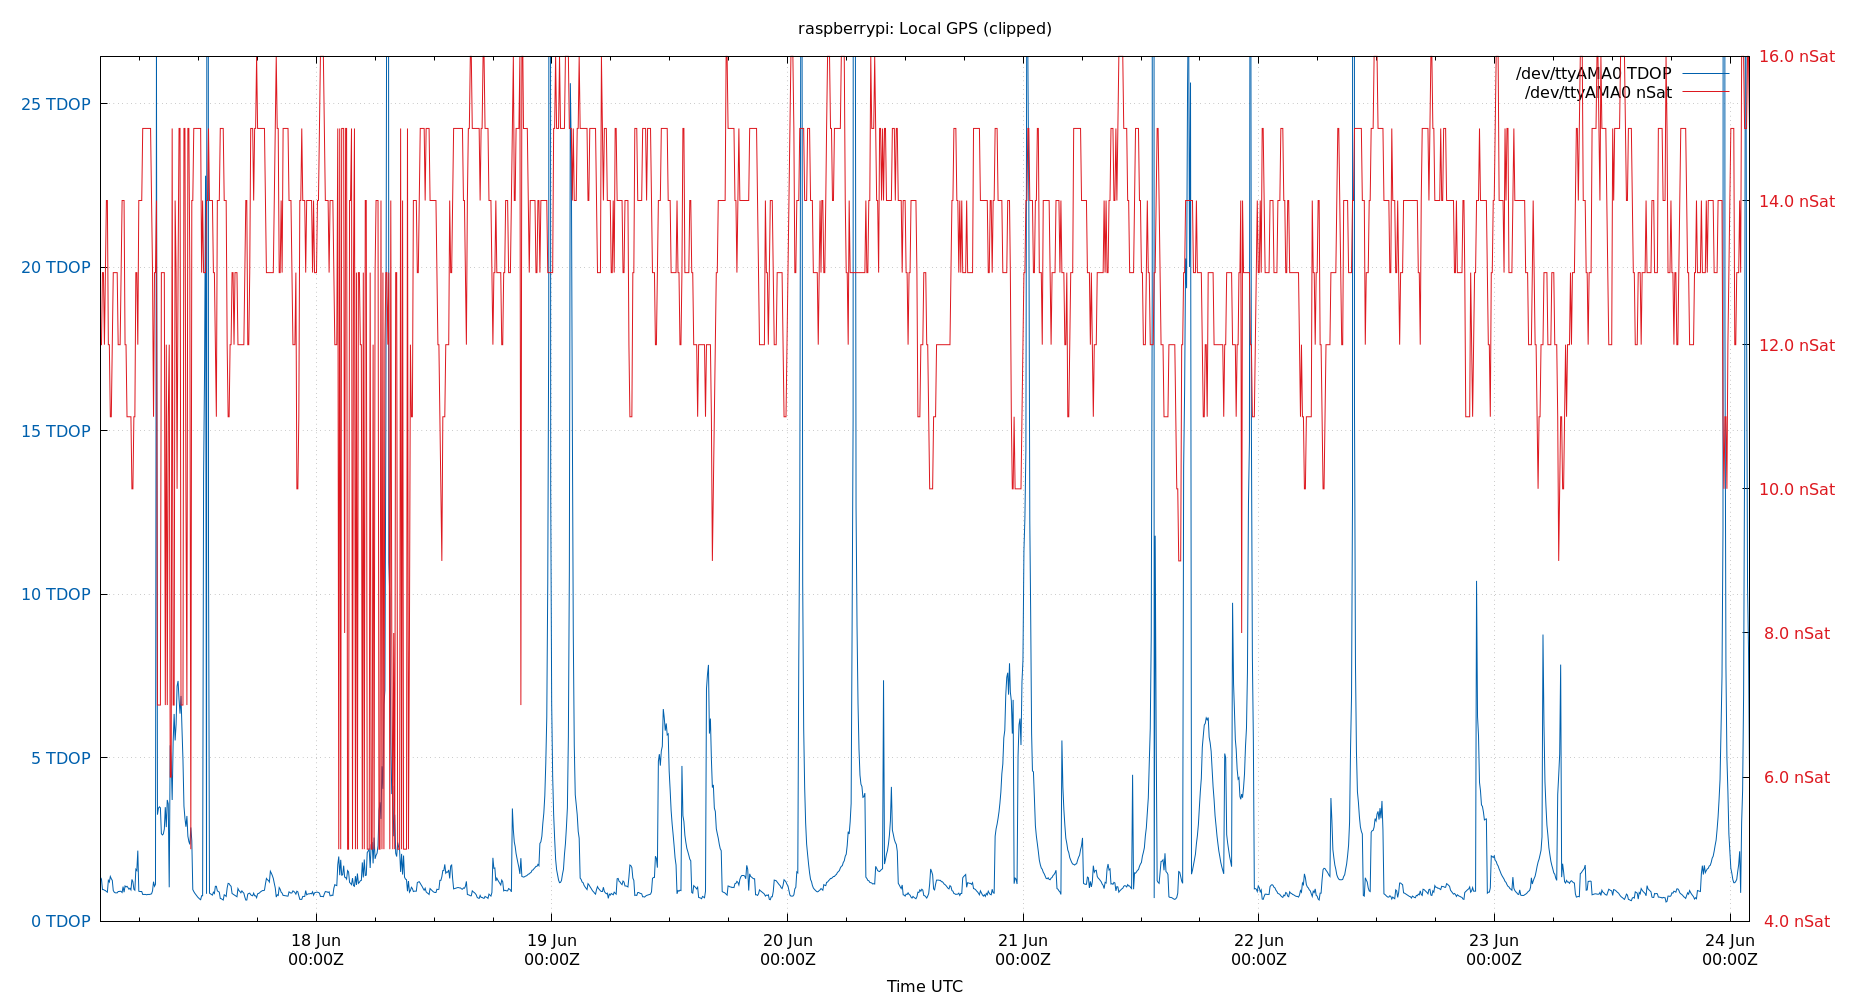 raspberrypi: Local GPS (clipped)
16.0 nSat
/dev/ttyAMA0 TDOP
/dev/ttyAMA0 nSat
25 TDOP
14.0 nSat
20 TDOP
12.0 nSat
15 TDOP
10.0 nSat
10 TDOP
8.0 nSat
5 TDOP
6.0 nSat
0 TDOP
4.0 nSat
18 Jun 19 Jun 20 Jun 21 Jun 22 Jun 23 Jun 24 Jun
00:00Z 00:00Z 00:00Z 00:00Z 00:00Z 00:00Z 00:00Z
Time UTC